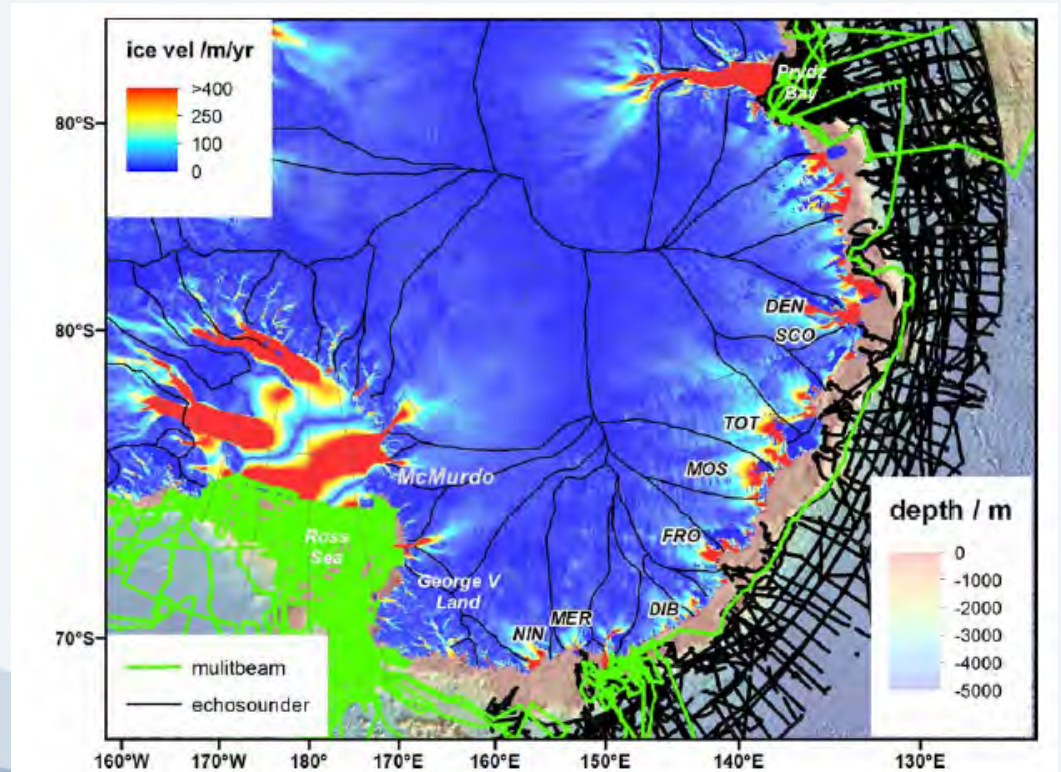 ice vel /m/yr
>400
250
100
0
Prydz
Bay
80°S
DEN
SCO
80°S
TOT
MOS
McMurdo
depth / m
0
-1000
-2000
-3000
-4000
-5000
Ross
Sea
FRO
George V
Land
DIB
MER
NIN
70°S
mulitbeam
echosounder
160°W
170°W
180°
170°E
160°E
150°E
140°E
130°E